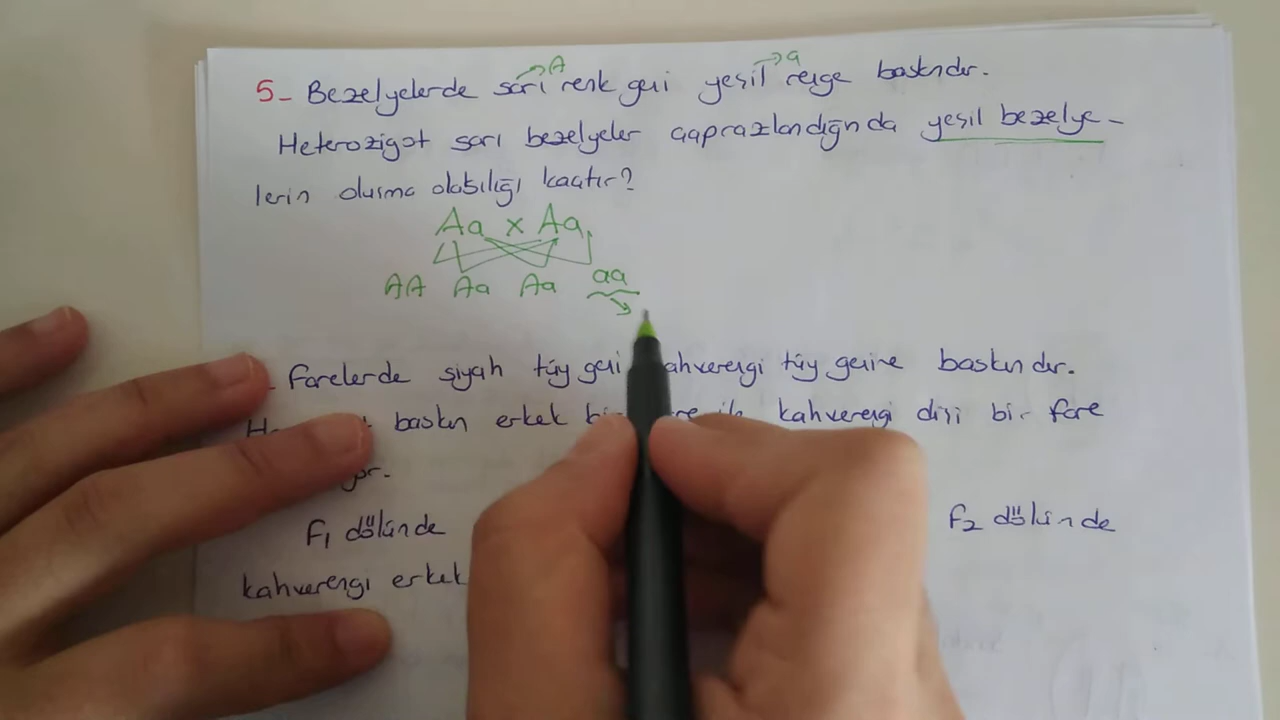 →A →a
5- Bezelyelerde sarı renk geni yeşil renge baskındır.
Heterozigot sarı bezelyeler çaprazlandığında yeşil bezelye-
lerin oluşma olasılığı kaçtır?
Aa x Aa
AA Aa Aa aa
Farelerde siyah tüy geni kahverengi tüy genine baskındır.
baskın erkek kahverengi dişi bir fare
F1 dölünde F2 dölünde
kahverengi erkek